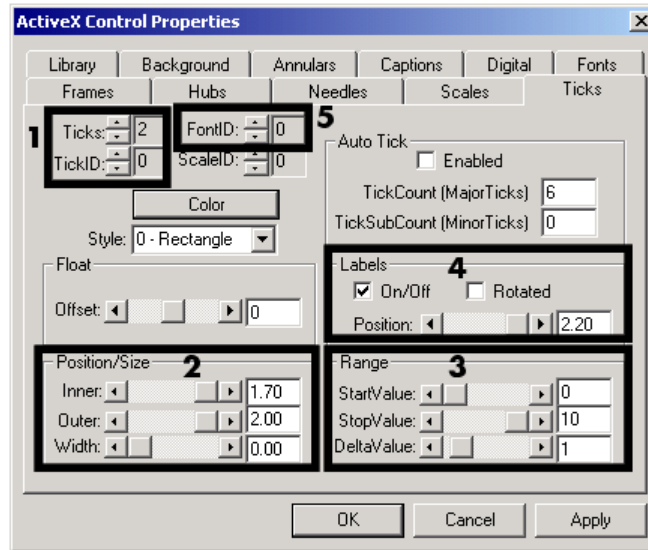 ActiveX Control Properties
Library Background Annulars Captions Digital Fonts
Frames Hubs Needles Scales Ticks
1 Ticks: 2 FontID: 0 5
TickID: 0 ScaleID: 0
Auto Tick
Enabled
Color
TickCount (MajorTicks) 6
TickSubCount (MinorTicks) 0
Style: 0 - Rectangle
Float
Offset: 0
Labels 4
On/Off Rotated
Position: 2.20
Position/Size 2
Inner: 1.70
Outer: 2.00
Width: 0.00
Range 3
StartValue: 0
StopValue: 10
DeltaValue: 1
OK Cancel Apply